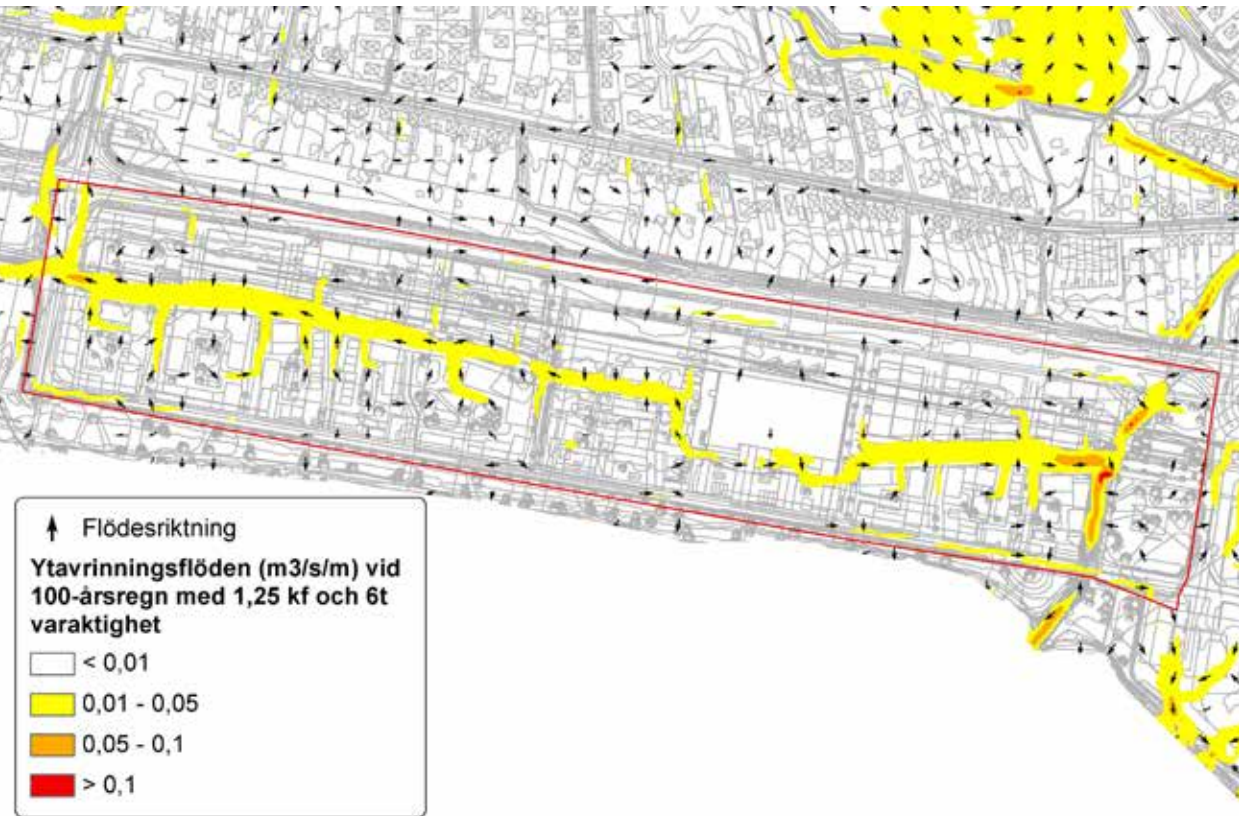 Flödesriktning
Ytavrinningsflöden (m3/s/m) vid
100-årsregn med 1,25 kf och 6t
varaktighet
< 0,01
0,01 - 0,05
0,05 - 0,1
> 0,1